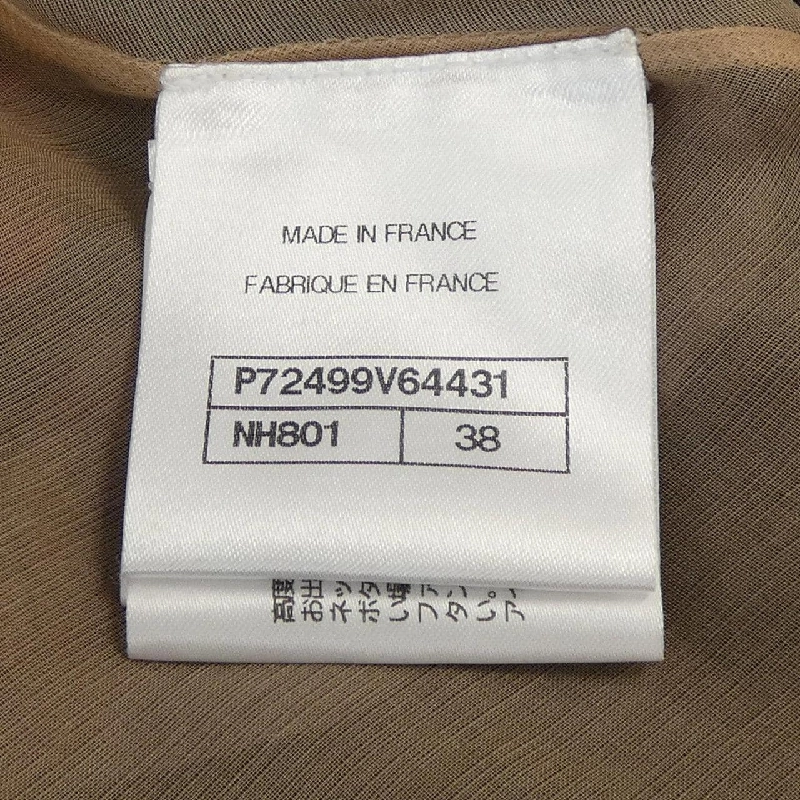 MADE IN FRANCE
FABRIQUE EN FRANCE
P72499V64431
NH801 38